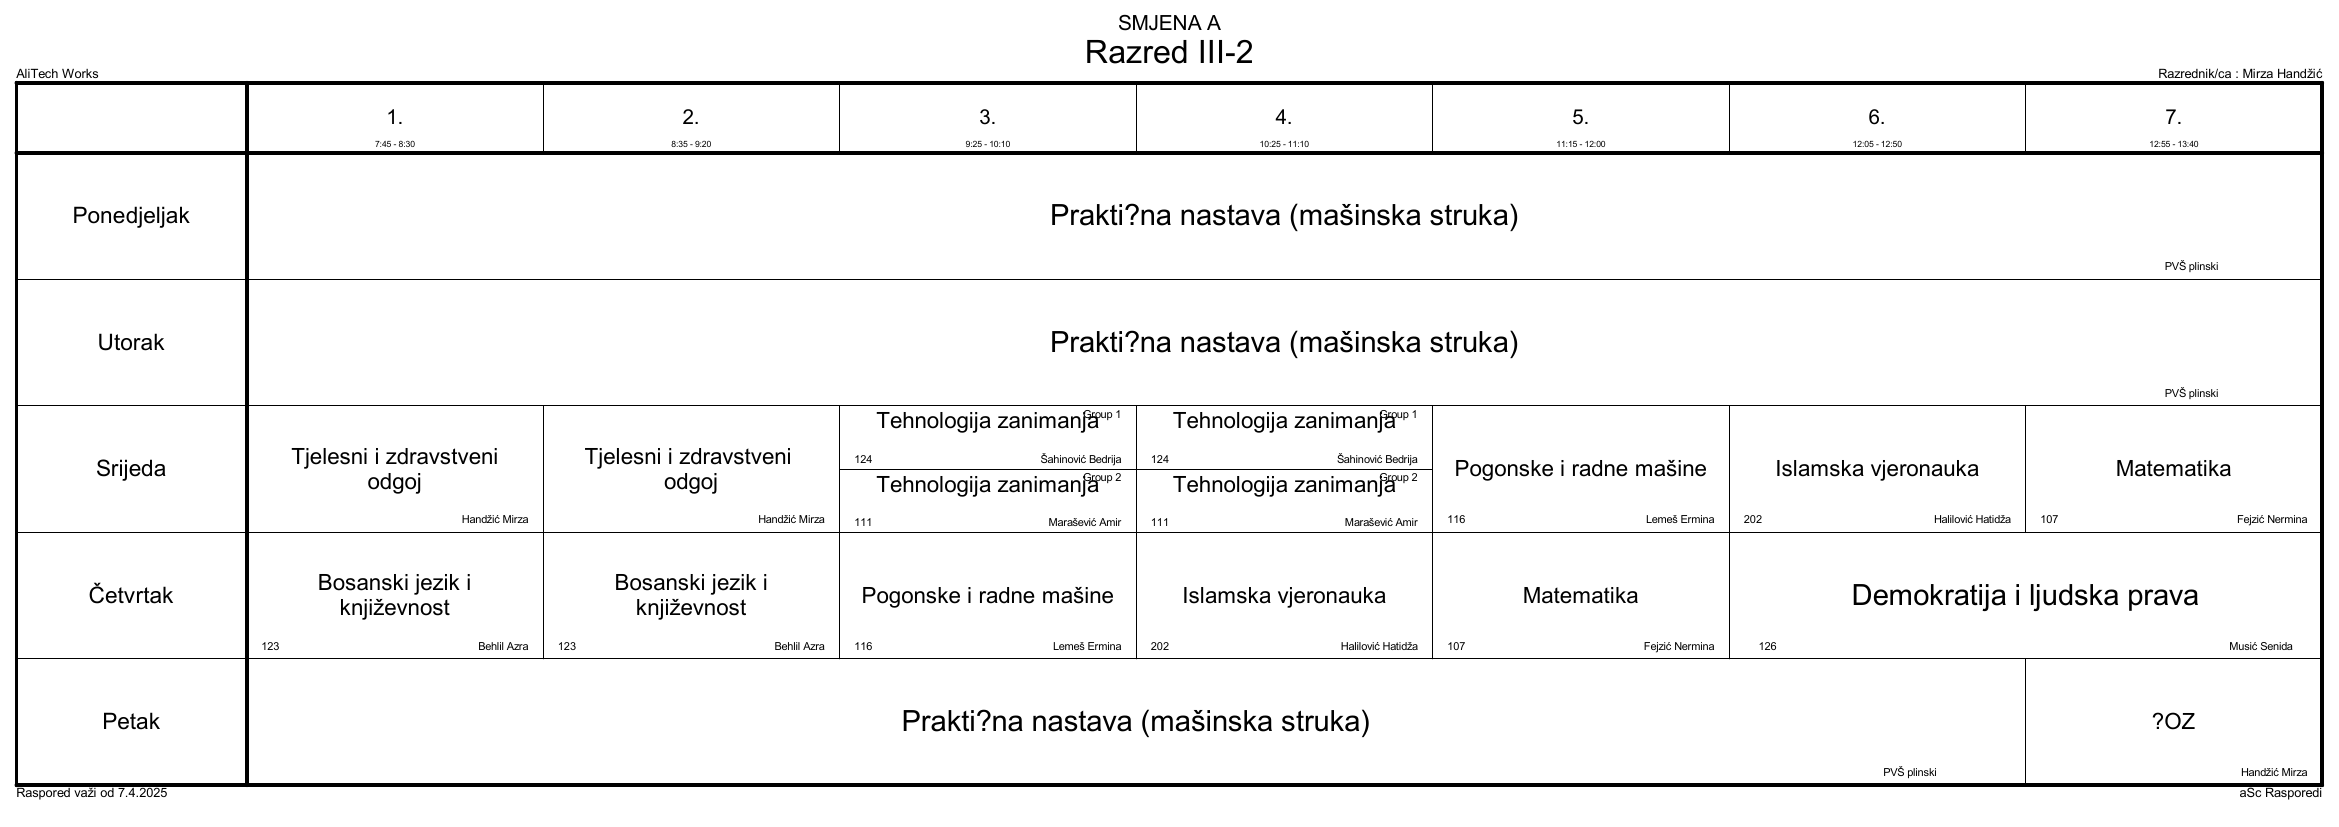 SMJENA A
Razred III-2
AliTech Works
Razrednik/ca : Mirza Handžić
1.
7:45 - 8:30
2.
8:35 - 9:20
3.
9:25 - 10:10
4.
10:25 - 11:10
5.
11:15 - 12:00
6.
12:05 - 12:50
7.
12:55 - 13:40
Ponedjeljak
Prakti?na nastava (mašinska struka)
PVŠ plinski
Utorak
Prakti?na nastava (mašinska struka)
PVŠ plinski
Srijeda
Tjelesni i zdravstveni
odgoj
Handžić Mirza
Tjelesni i zdravstveni
odgoj
Handžić Mirza
Group 1
Tehnologija zanimanja
124
Šahinović Bedrija
Group 2
Tehnologija zanimanja
111
Marašević Amir
Group 1
Tehnologija zanimanja
124
Šahinović Bedrija
Group 2
Tehnologija zanimanja
111
Marašević Amir
Pogonske i radne mašine
116
Lemeš Ermina
Islamska vjeronauka
202
Halilović Hatidža
Matematika
107
Fejzić Nermina
Četvrtak
Bosanski jezik i
književnost
123
Behlil Azra
Bosanski jezik i
književnost
123
Behlil Azra
Pogonske i radne mašine
116
Lemeš Ermina
Islamska vjeronauka
202
Halilović Hatidža
Matematika
107
Fejzić Nermina
Demokratija i ljudska prava
126
Musić Senida
Petak
Prakti?na nastava (mašinska struka)
PVŠ plinski
?OZ
Handžić Mirza
Raspored važi od 7.4.2025
aSc Rasporedi